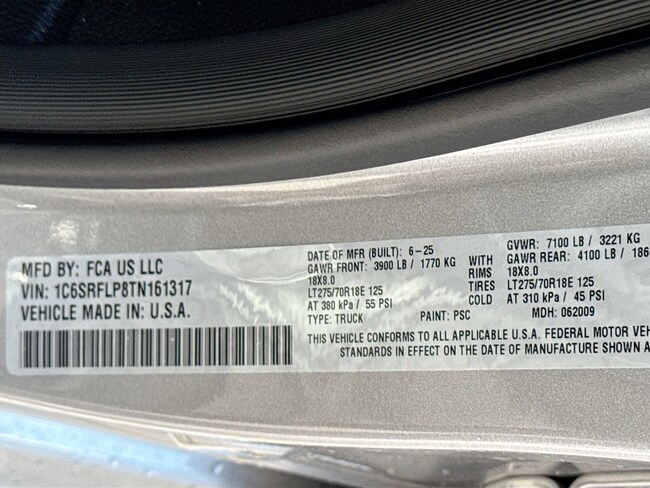 MFD BY: FCA US LLC
VIN: 1C6SRFLP8TN161317
VEHICLE MADE IN: U.S.A.
DATE OF MFR (BUILT): 6-25
GVWR: 7100 LB / 3221 KG
GAWR FRONT: 3900 LB / 1770 KG WITH GAWR REAR: 4100 LB / 186
18X8.0 RIMS 18X8.0
LT275/70R18E 125 TIRES LT275/70R18E 125
AT 380 kPa / 55 PSI COLD AT 310 kPa / 45 PSI
TYPE: TRUCK PAINT: PSC MDH: 062009
THIS VEHICLE CONFORMS TO ALL APPLICABLE U.S.A. FEDERAL MOTOR VEH
STANDARDS IN EFFECT ON THE DATE OF MANUFACTURE SHOWN A